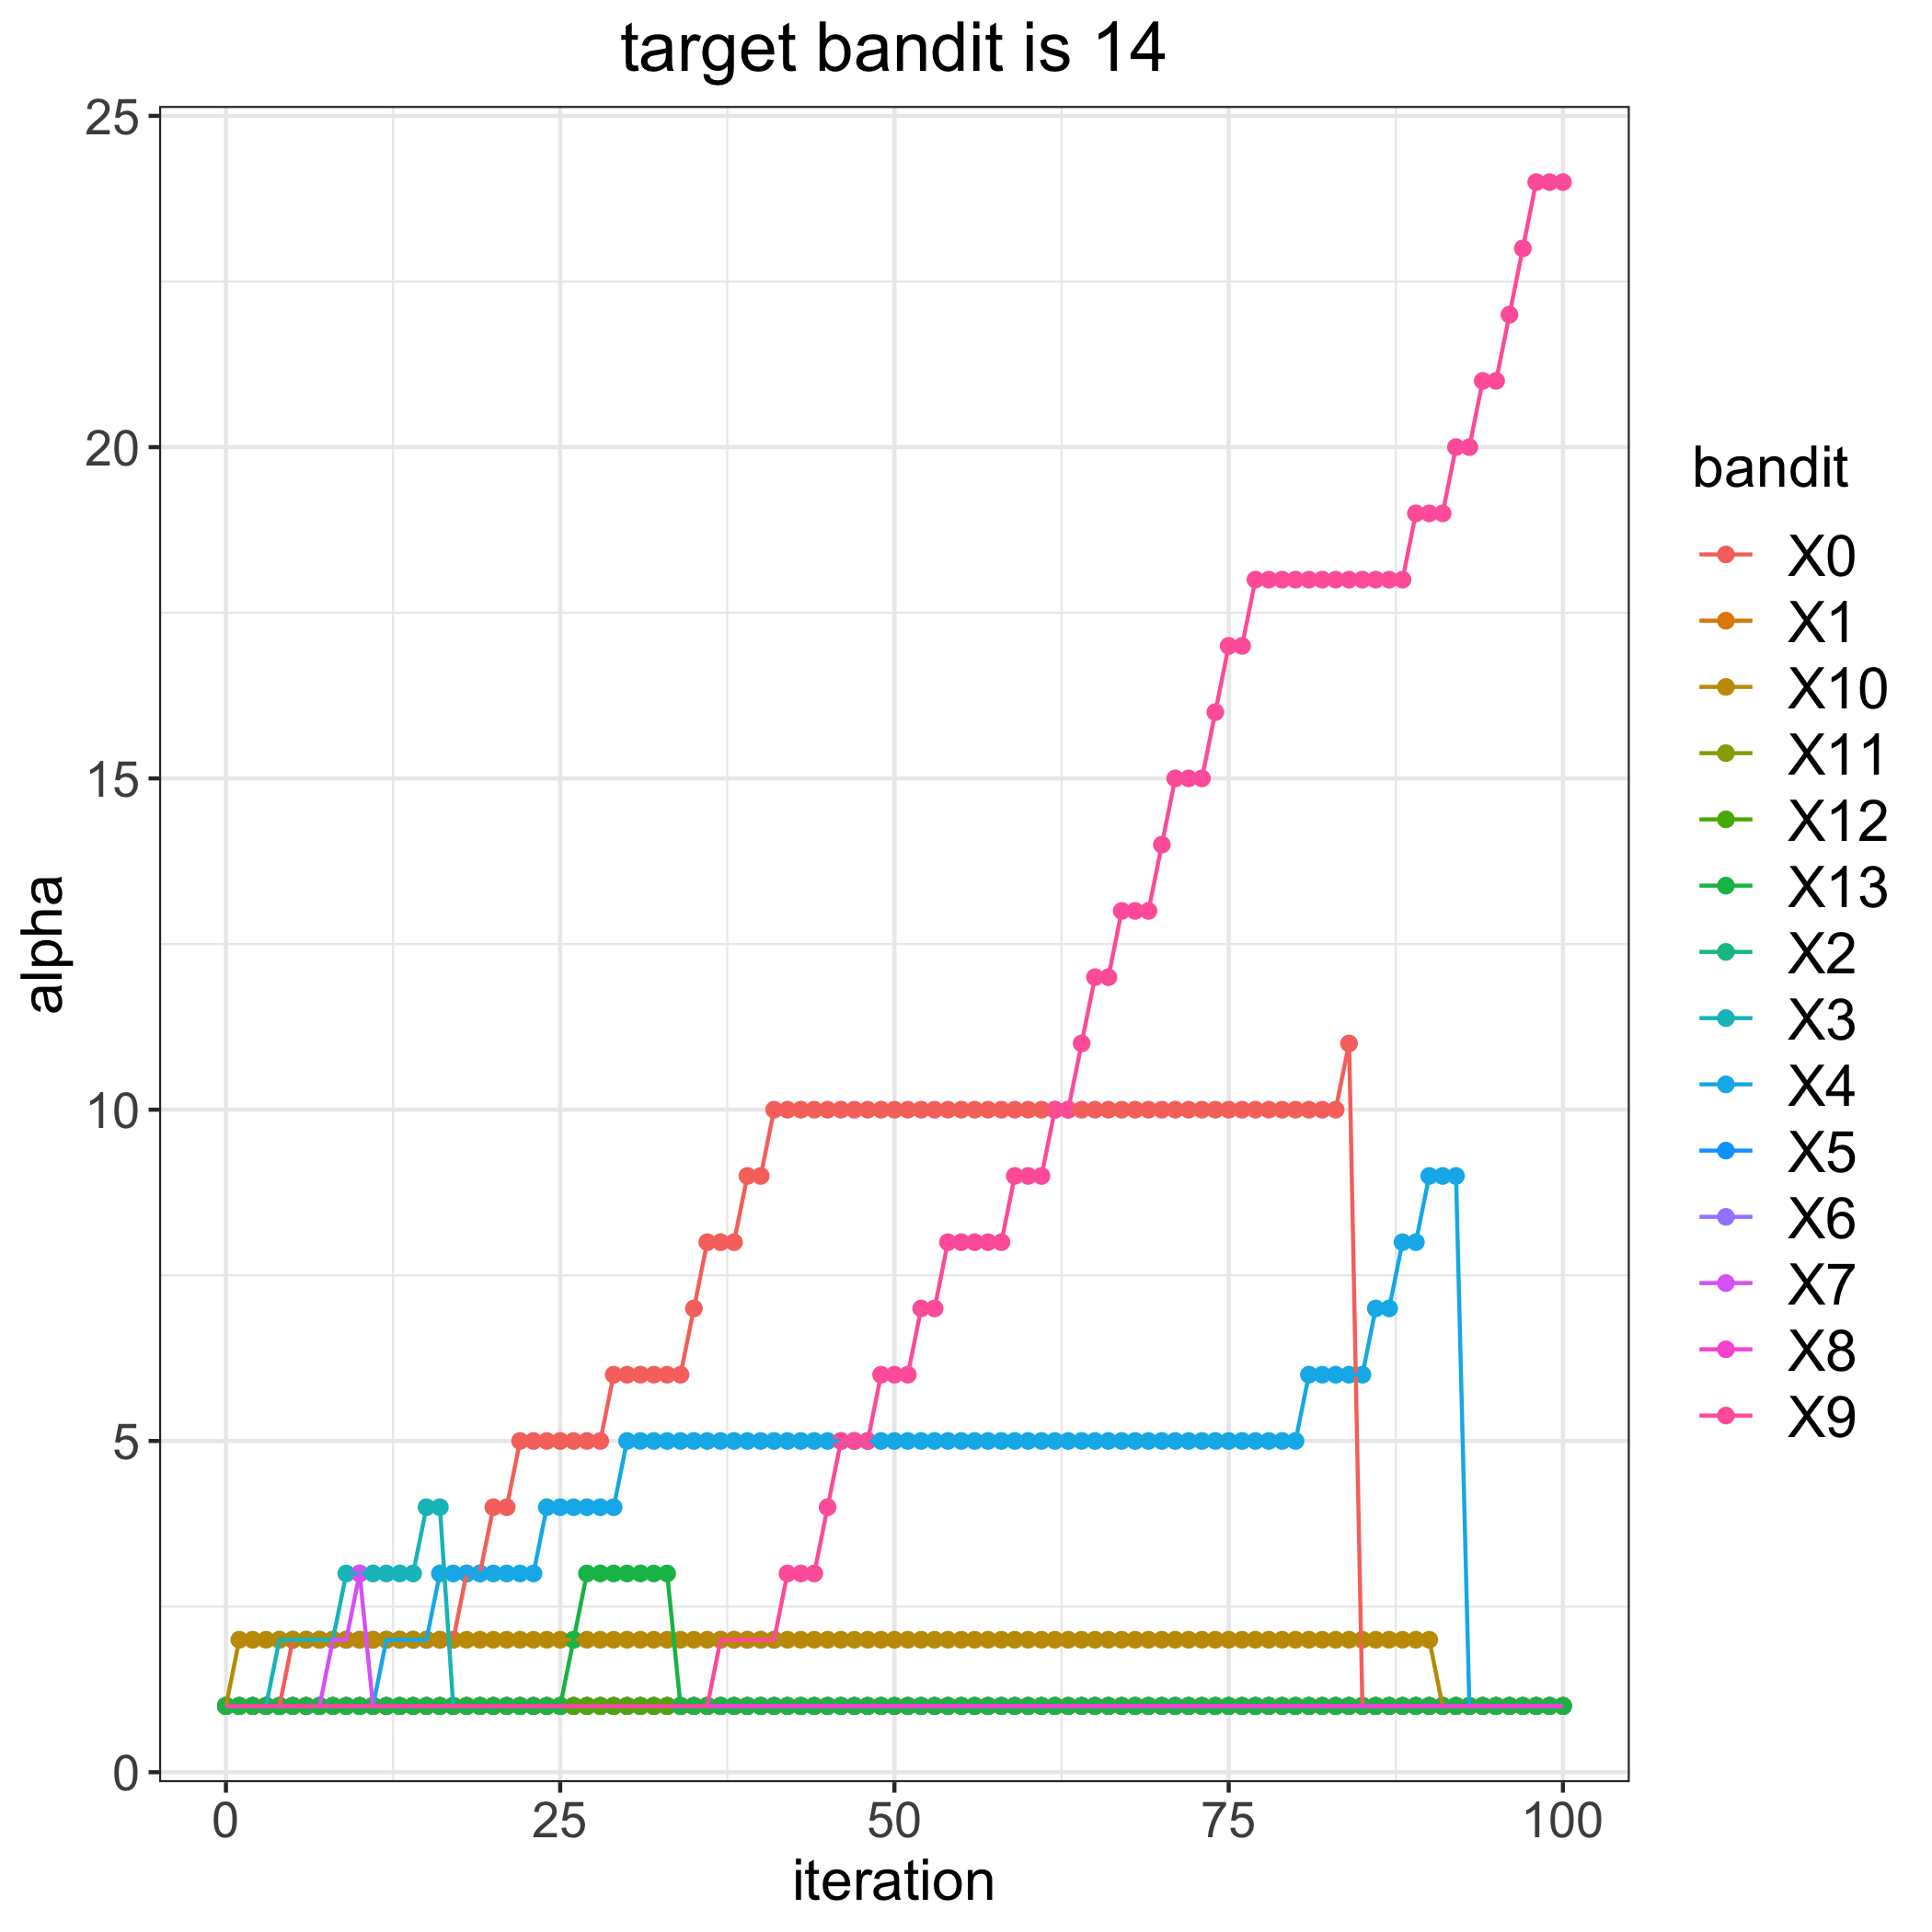 target bandit is 14
25
20
15
10
5
0
alpha
0 25 50 75 100
iteration
bandit
X0
X1
X10
X11
X12
X13
X2
X3
X4
X5
X6
X7
X8
X9